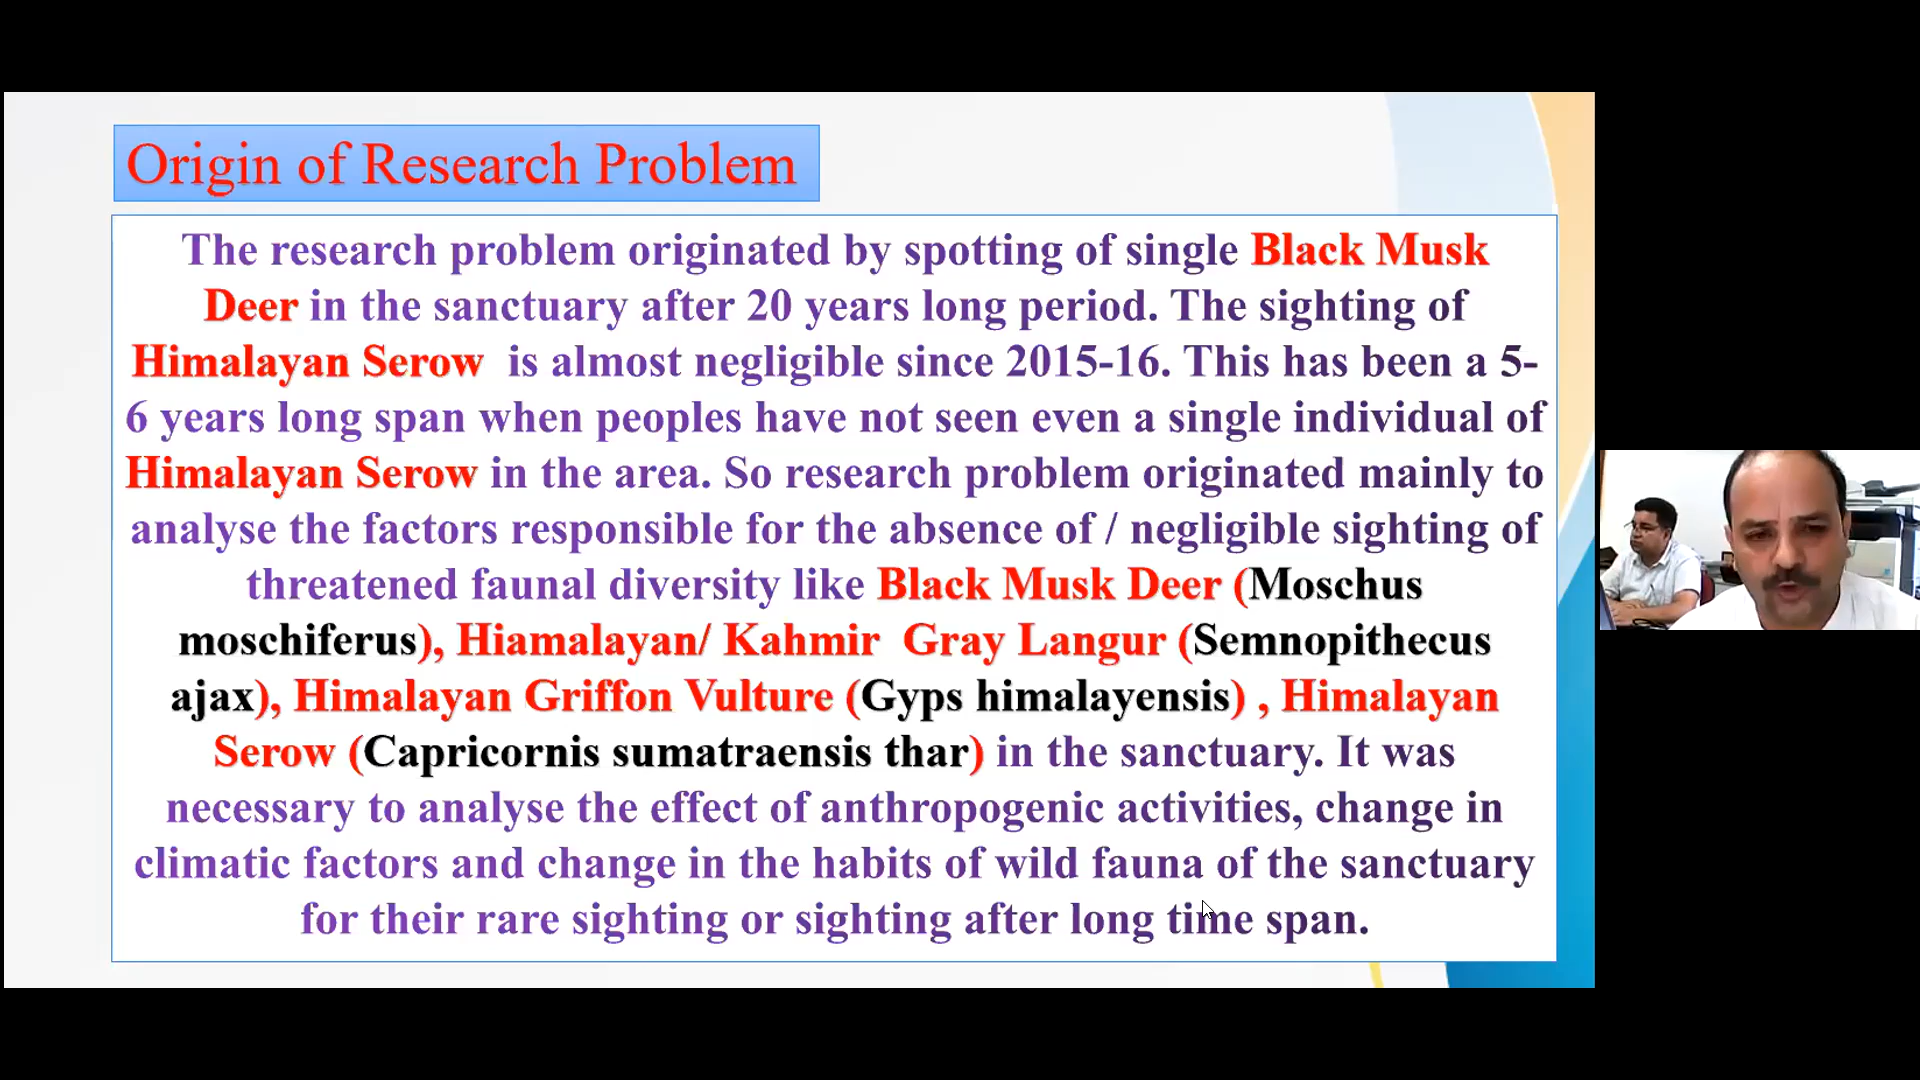 Origin of Research Problem
The research problem originated by spotting of single Black Musk
Deer in the sanctuary after 20 years long period. The sighting of
Himalayan Serow is almost negligible since 2015-16. This has been a 5-
6 years long span when peoples have not seen even a single individual of
Himalayan Serow in the area. So research problem originated mainly to
analyse the factors responsible for the absence of / negligible sighting of
threatened faunal diversity like Black Musk Deer (Moschus
moschiferus), Hiamalayan/ Kahmir Gray Langur (Semnopithecus
ajax), Himalayan Griffon Vulture (Gyps himalayensis) , Himalayan
Serow (Capricornis sumatraensis thar) in the sanctuary. It was
necessary to analyse the effect of anthropogenic activities, change in
climatic factors and change in the habits of wild fauna of the sanctuary
for their rare sighting or sighting after long time span.